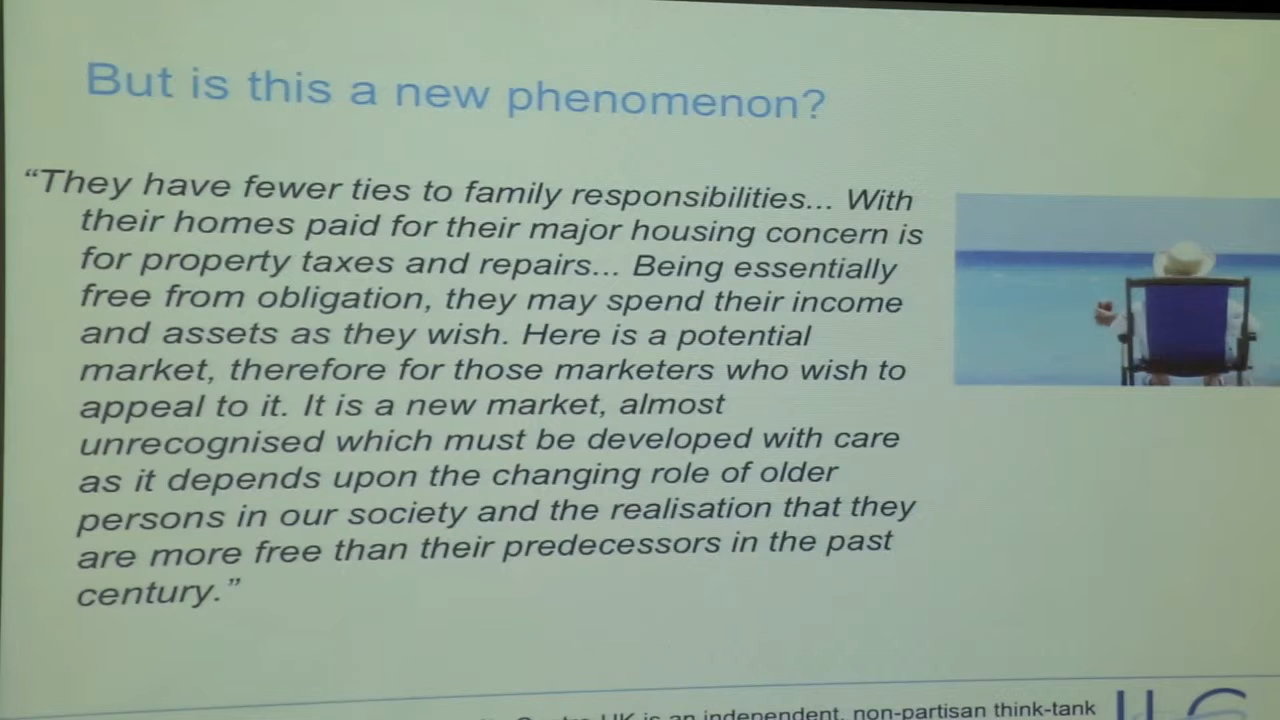 But is this a new phenomenon?
“They have fewer ties to family responsibilities... With
their homes paid for their major housing concern is
for property taxes and repairs... Being essentially
free from obligation, they may spend their income
and assets as they wish. Here is a potential
market, therefore for those marketers who wish to
appeal to it. It is a new market, almost
unrecognised which must be developed with care
as it depends upon the changing role of older
persons in our society and the realisation that they
are more free than their predecessors in the past
century.”
UK is an independent, non-partisan think-tank